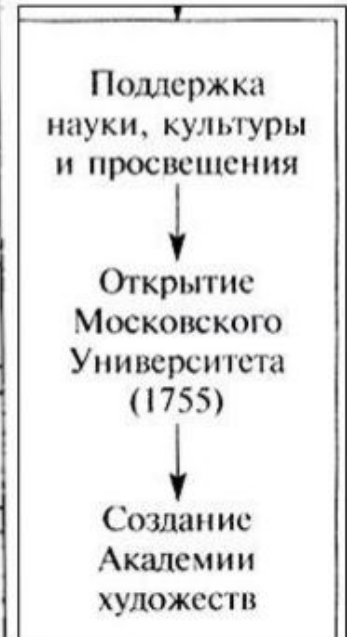 Поддержка
науки, культуры
и просвещения
Открытие
Московского
Университета
(1755)
Создание
Академии
художеств